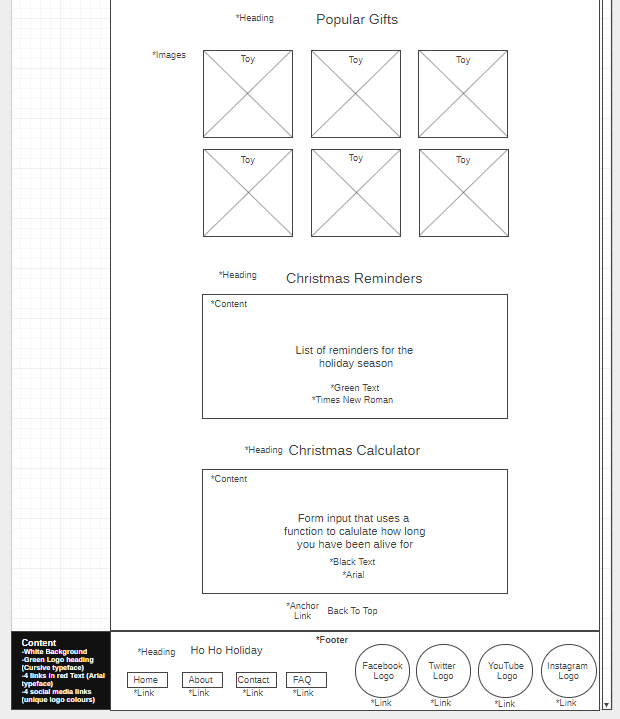 *Heading Popular Gifts
*Images
Toy Toy Toy
Toy Toy Toy
*Heading Christmas Reminders
*Content
List of reminders for the
holiday season
*Green Text
*Times New Roman
*Heading Christmas Calculator
*Content
Form input that uses a
function to calulate how long
you have been alive for
*Black Text
*Arial
*Anchor
Link
Back To Top
Content
-White Background
-Green Logo heading
(Cursive typeface)
-4 links in red Text (Arial
typeface)
-4 social media links
(unique logo colours)
*Footer
*Heading Ho Ho Holiday
Home About Contact FAQ
*Link *Link *Link *Link
Facebook
Logo
*Link
Twitter
Logo
*Link
YouTube
Logo
*Link
Instagram
Logo
*Link